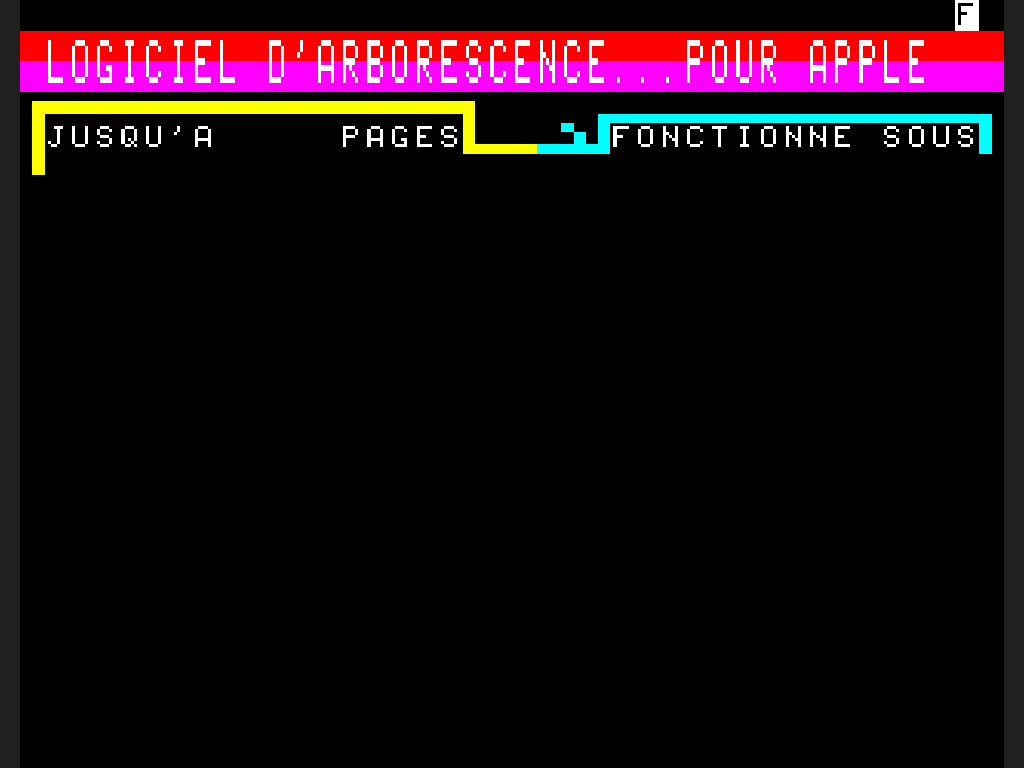 F
LOGICIEL D'ARBORESCENCE...POUR APPLE
JUSQU'A PAGES FONCTIONNE SOUS